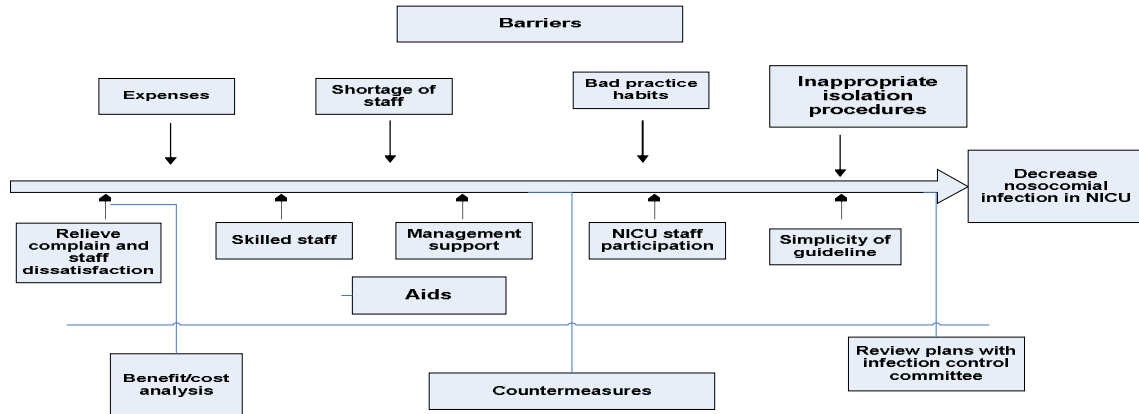 Barriers
Expenses
Shortage of
staff
Bad practice
habits
Inappropriate
isolation
procedures
Decrease
nosocomial
infection in NICU
Relieve
complain and
staff
dissatisfaction
Skilled staff
Management
support
NICU staff
participation
Simplicity of
guideline
Aids
Benefit/cost
analysis
Countermeasures
Review plans with
infection control
committee